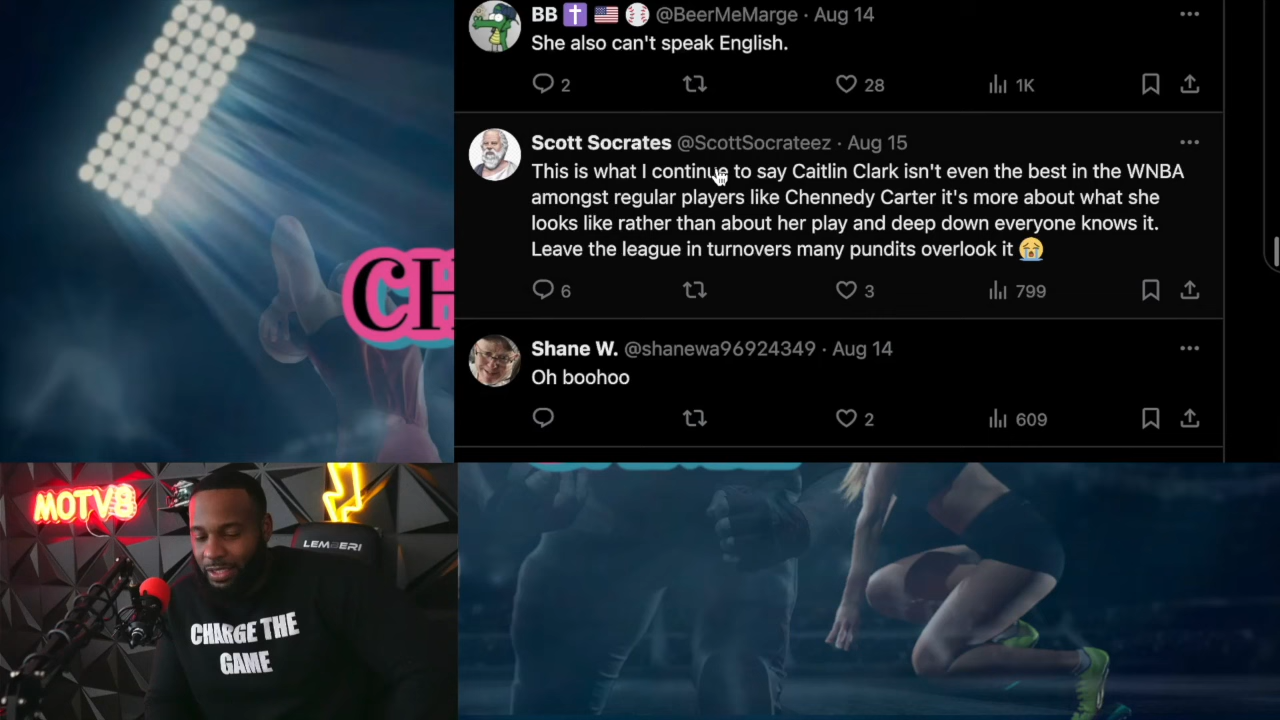 BB @BeerMeMarge · Aug 14
She also can't speak English.
2 28 1K
Scott Socrates @ScottSocrateez · Aug 15
This is what I continue to say Caitlin Clark isn't even the best in the WNBA
amongst regular players like Chennedy Carter it's more about what she
looks like rather than about her play and deep down everyone knows it.
Leave the league in turnovers many pundits overlook it 😭
6 3 799
Shane W. @shanewa96924349 · Aug 14
Oh boohoo
2 609
CH
MOTV8
LEMBERI
CHARGE THE
GAME